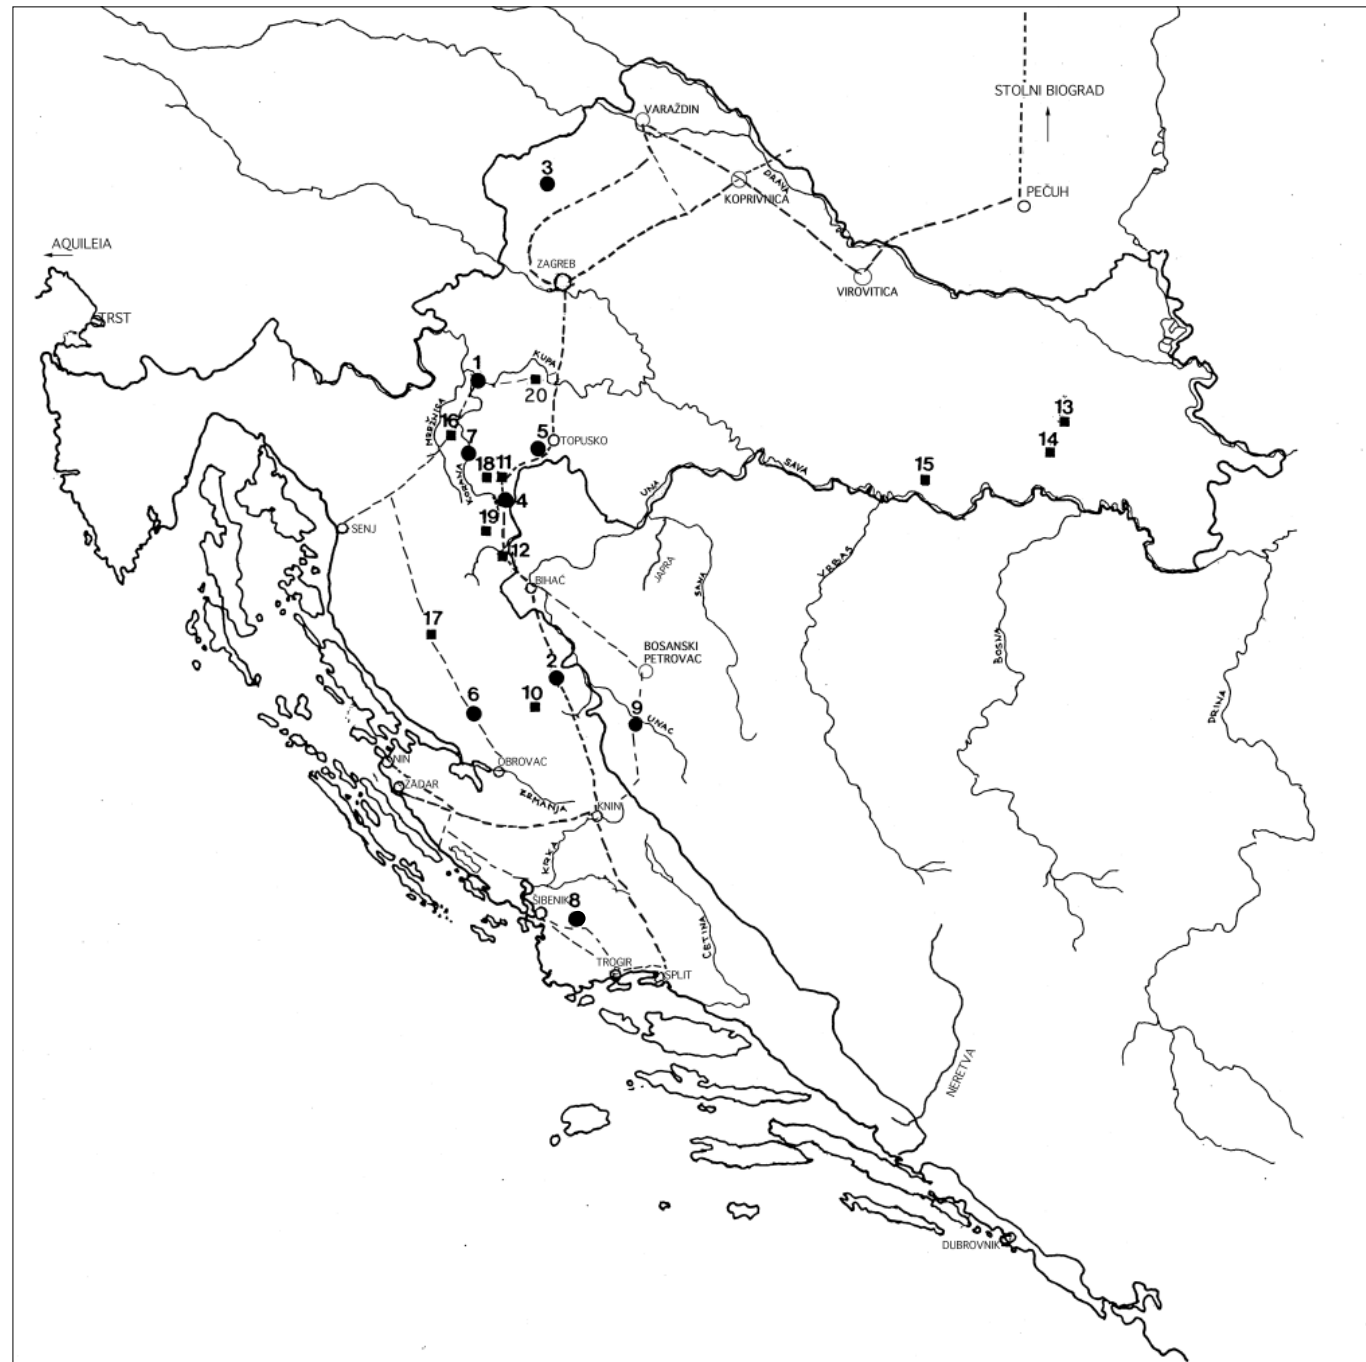 STOLNI BIOGRAD
VARAŽDIN
3
DRAVA
KOPRIVNICA
PEČUH
AQUILEIA
ZAGREB
VIROVITICA
TRST
KUPA
1
20
MREŽNICA
16
7
5
TOPUSKO
13
14
KORANA
18
11
SAVA
15
4
UNA
SENJ
19
12
BIHAĆ
JAPRA
SANA
VRBAS
17
BOSANSKI
PETROVAC
BOSNA
2
10
DRINA
6
9
UNAC
NIN
OBROVAC
ZADAR
ZRMANJA
KNIN
KRKA
ŠIBENIK
8
CETINA
TROGIR
SPLIT
NERETVA
DUBROVNIK